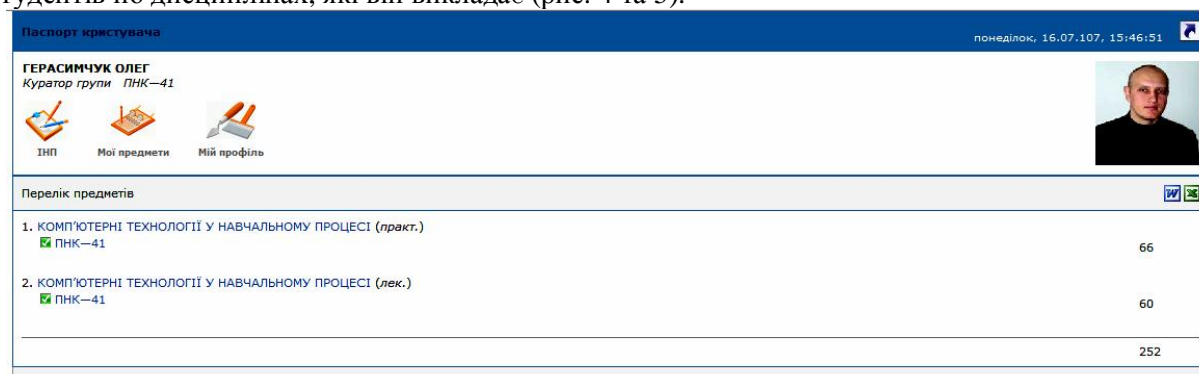 студентів по дисциплінах, які він викладає (рис. 4 та 5).
Паспорт кристувача
понеділок, 16.07.107, 15:46:51
ГЕРАСИМЧУК ОЛЕГ
Куратор групи ПНК—41
ІНП Мої предмети Мій профіль
Перелік предметів
1. КОМП'ЮТЕРНІ ТЕХНОЛОГІЇ У НАВЧАЛЬНОМУ ПРОЦЕСІ (практ.)
ПНК—41
66
2. КОМП'ЮТЕРНІ ТЕХНОЛОГІЇ У НАВЧАЛЬНОМУ ПРОЦЕСІ (лек.)
ПНК—41
60
252